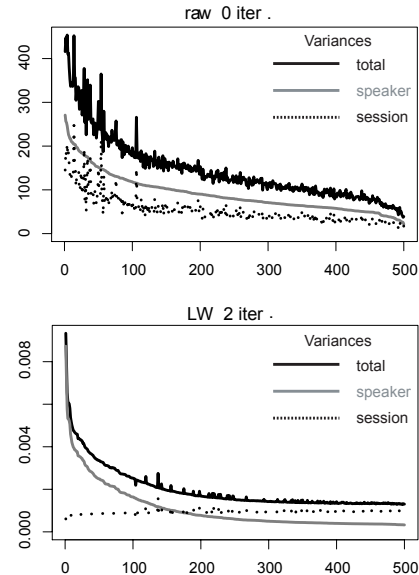 raw 0 iter .
Variances
total
speaker
session
400
300
200
100
0
0 100 200 300 400 500
LW 2 iter .
Variances
total
speaker
session
0.008
0.004
0.000
0 100 200 300 400 500